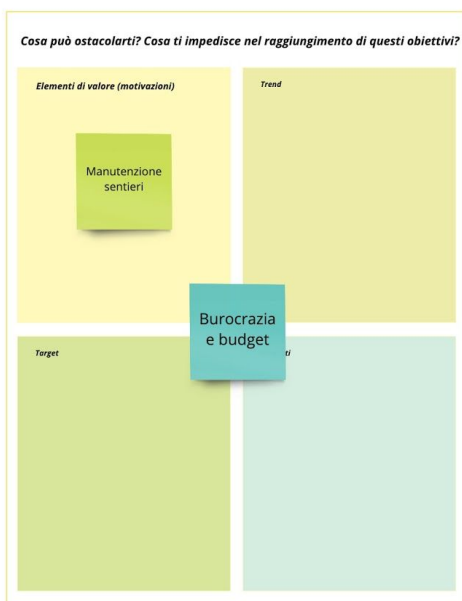 Cosa può ostacolarti? Cosa ti impedisce nel raggiungimento di questi obiettivi?
Elementi di valore (motivazioni)
Trend
Manutenzione
sentieri
Burocrazia
e budget
Target